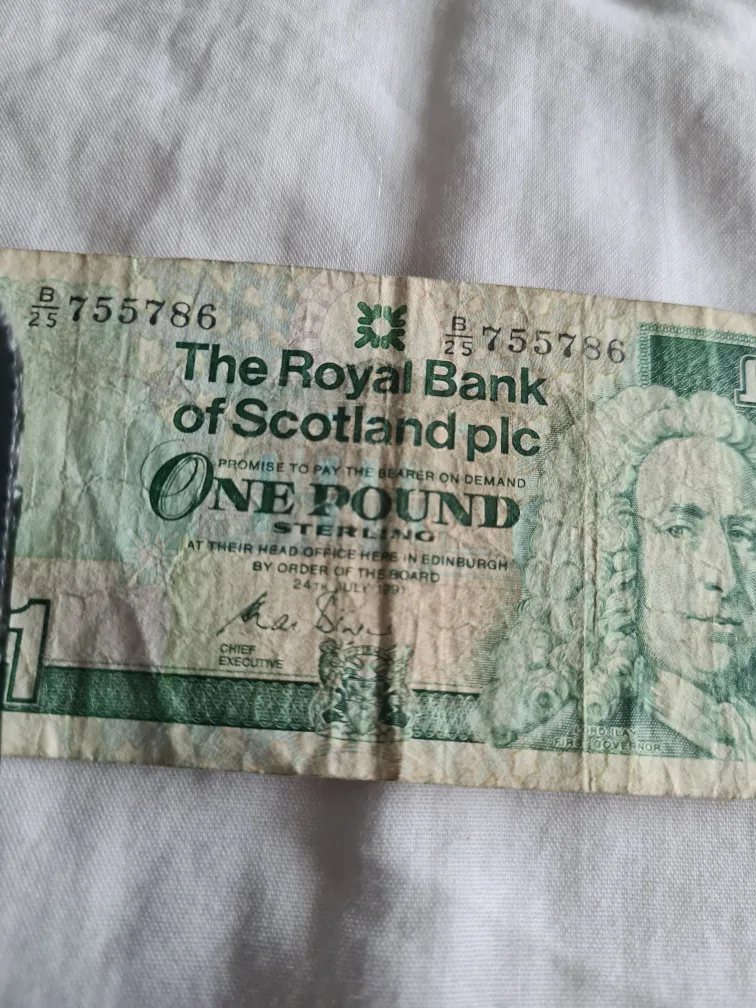 B/25 755786
B/25 755786
The Royal Bank
of Scotland plc
PROMISE TO PAY THE BEARER ON DEMAND
ONE POUND
STERLING
AT THEIR HEAD OFFICE HERE IN EDINBURGH
BY ORDER OF THE BOARD
24TH JULY 1991
CHIEF
EXECUTIVE
1
LORD ILAY
FIRST GOVERNOR